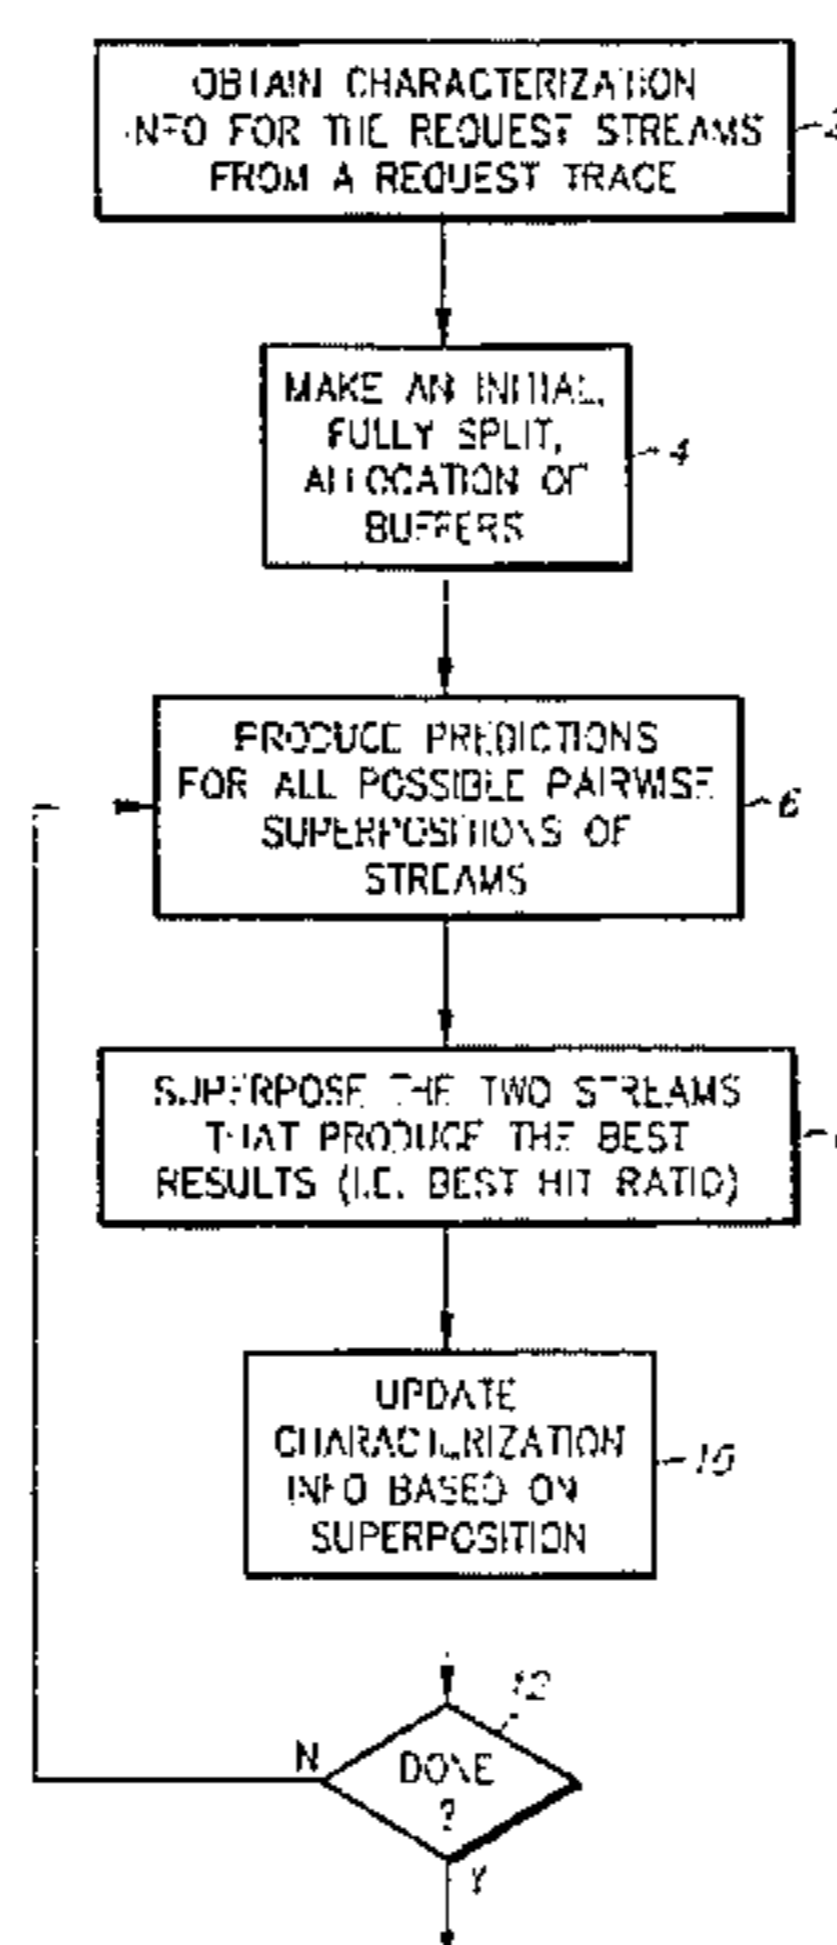 OBTAIN CHARACTERIZATION
INFO FOR THE REQUEST STREAMS
FROM A REQUEST TRACE
2
MAKE AN INITIAL,
FULLY SPLIT,
ALLOCATION OF
BUFFERS
4
PRODUCE PREDICTIONS
FOR ALL POSSIBLE PAIRWISE
SUPERPOSITIONS OF
STREAMS
6
SUPERPOSE THE TWO STREAMS
THAT PRODUCE THE BEST
RESULTS (I.E. BEST HIT RATIO)
UPDATE
CHARACTERIZATION
INFO BASED ON
SUPERPOSITION
10
12
N
DONE
?
Y